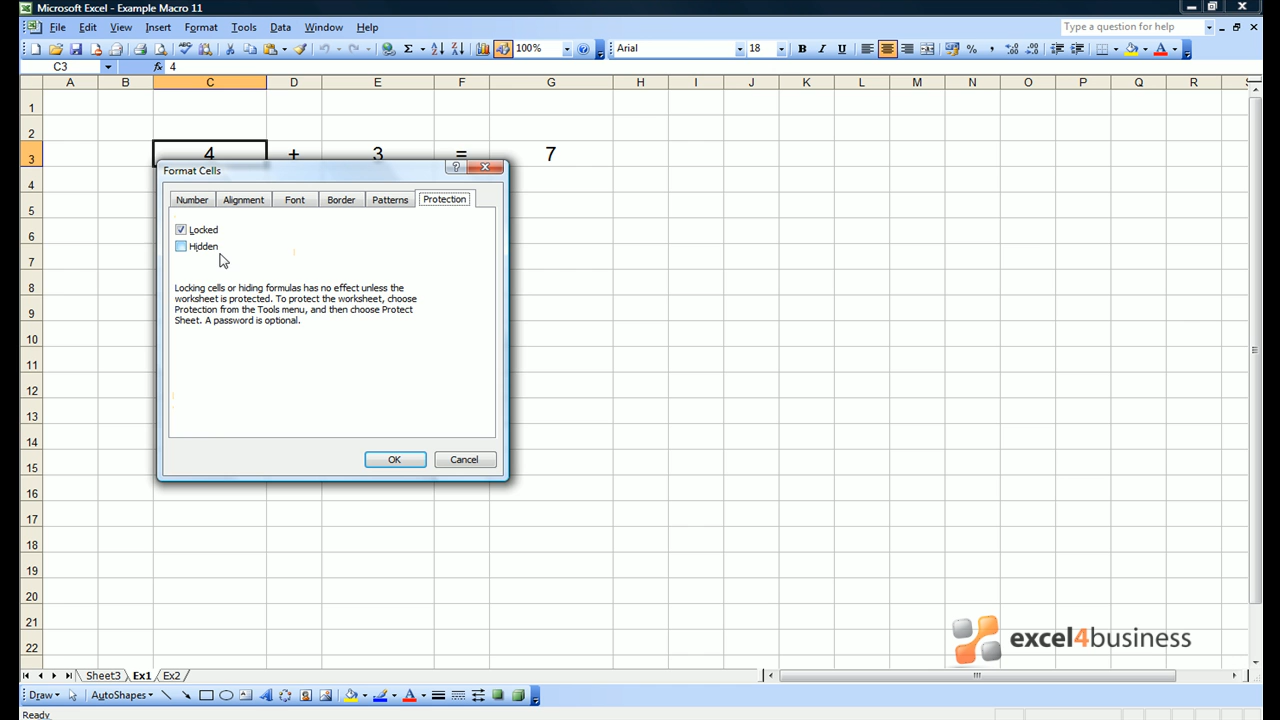 Microsoft Excel - Example Macro 11
File Edit View Insert Format Tools Data Window Help Type a question for help
100% Arial 18 B I U
C3 fx 4
A B C D E F G H I J K L M N O P Q R S
1
2
3 4 + 3 = 7
4
5
6
7
8
9
10
11
12
13
14
15
16
17
18
19
20
21
22
Format Cells
Number Alignment Font Border Patterns Protection
Locked
Hidden
Locking cells or hiding formulas has no effect unless the
worksheet is protected. To protect the worksheet, choose
Protection from the Tools menu, and then choose Protect
Sheet. A password is optional.
OK Cancel
excel4business
Sheet3 Ex1 Ex2
Draw AutoShapes
Ready